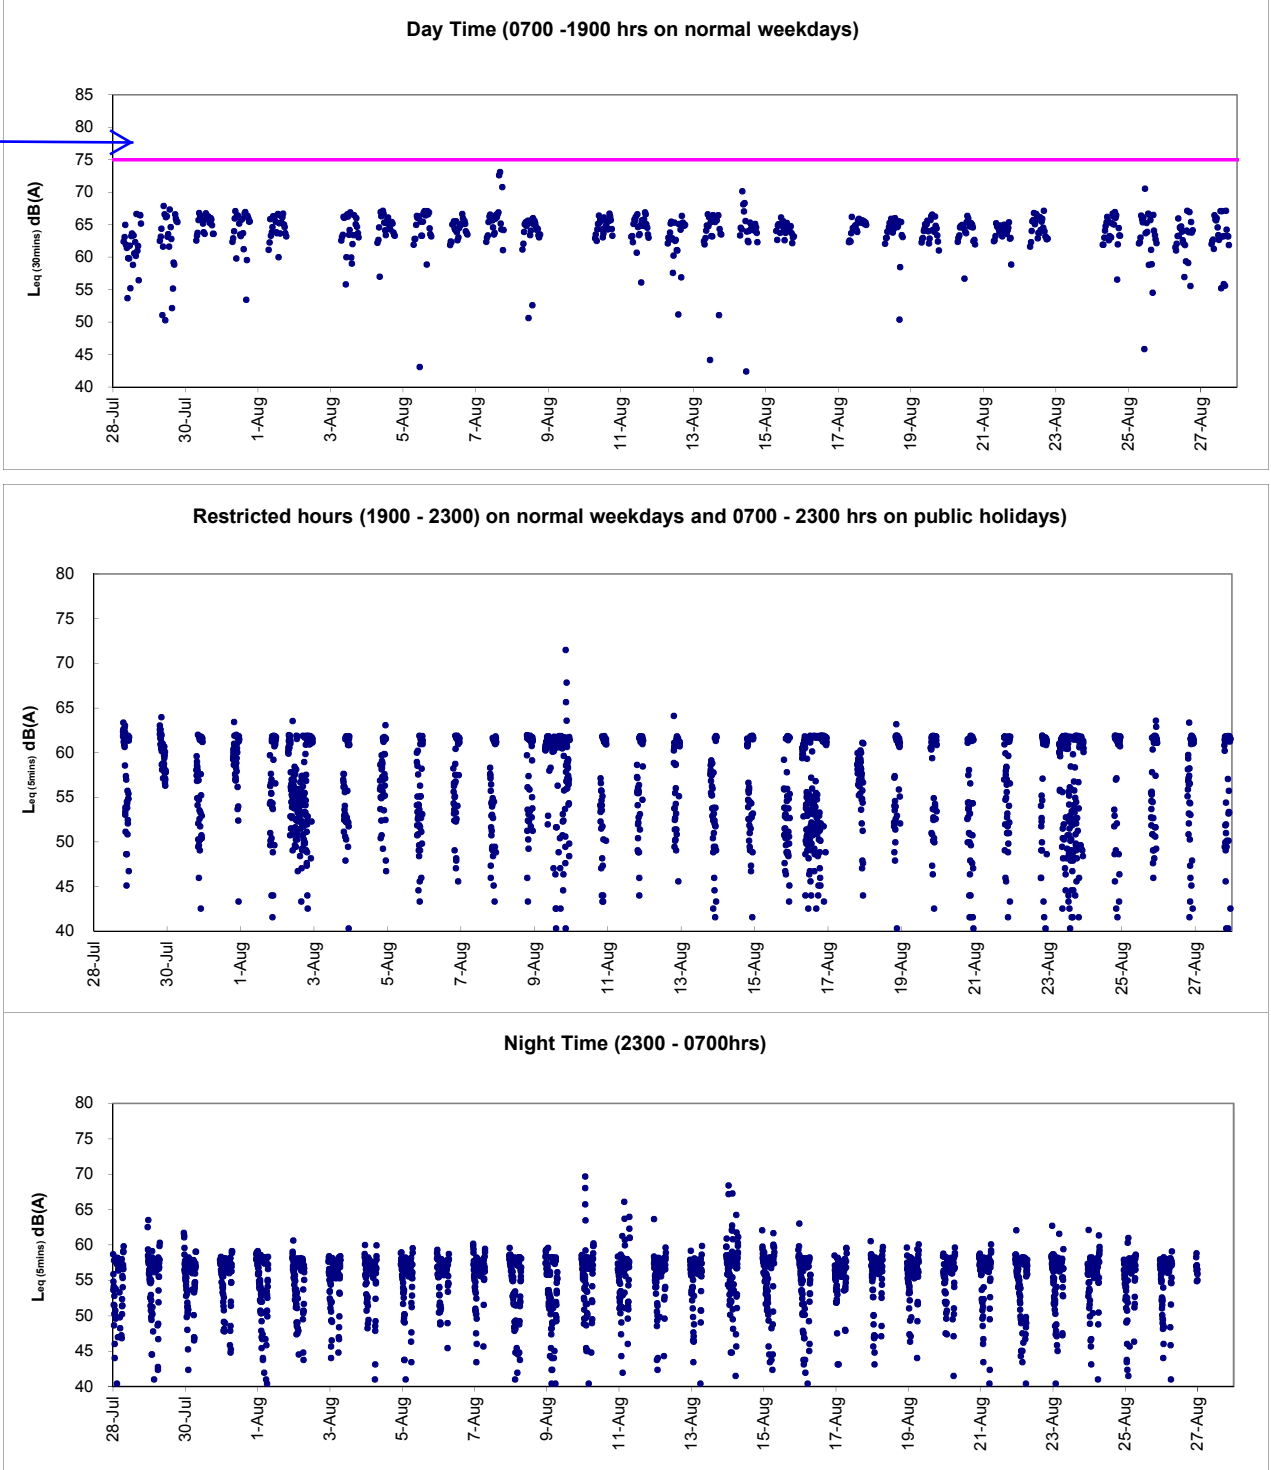 Day Time (0700 -1900 hrs on normal weekdays)
85
80
75
70
65
60
55
50
45
40
Leq (30mins) dB(A)
28-Jul
30-Jul
1-Aug
3-Aug
5-Aug
7-Aug
9-Aug
11-Aug
13-Aug
15-Aug
17-Aug
19-Aug
21-Aug
23-Aug
25-Aug
27-Aug
Restricted hours (1900 - 2300) on normal weekdays and 0700 - 2300 hrs on public holidays)
80
75
70
65
60
55
50
45
40
Leq (5mins) dB(A)
28-Jul
30-Jul
1-Aug
3-Aug
5-Aug
7-Aug
9-Aug
11-Aug
13-Aug
15-Aug
17-Aug
19-Aug
21-Aug
23-Aug
25-Aug
27-Aug
Night Time (2300 - 0700hrs)
80
75
70
65
60
55
50
45
40
Leq (5mins) dB(A)
28-Jul
30-Jul
1-Aug
3-Aug
5-Aug
7-Aug
9-Aug
11-Aug
13-Aug
15-Aug
17-Aug
19-Aug
21-Aug
23-Aug
25-Aug
27-Aug